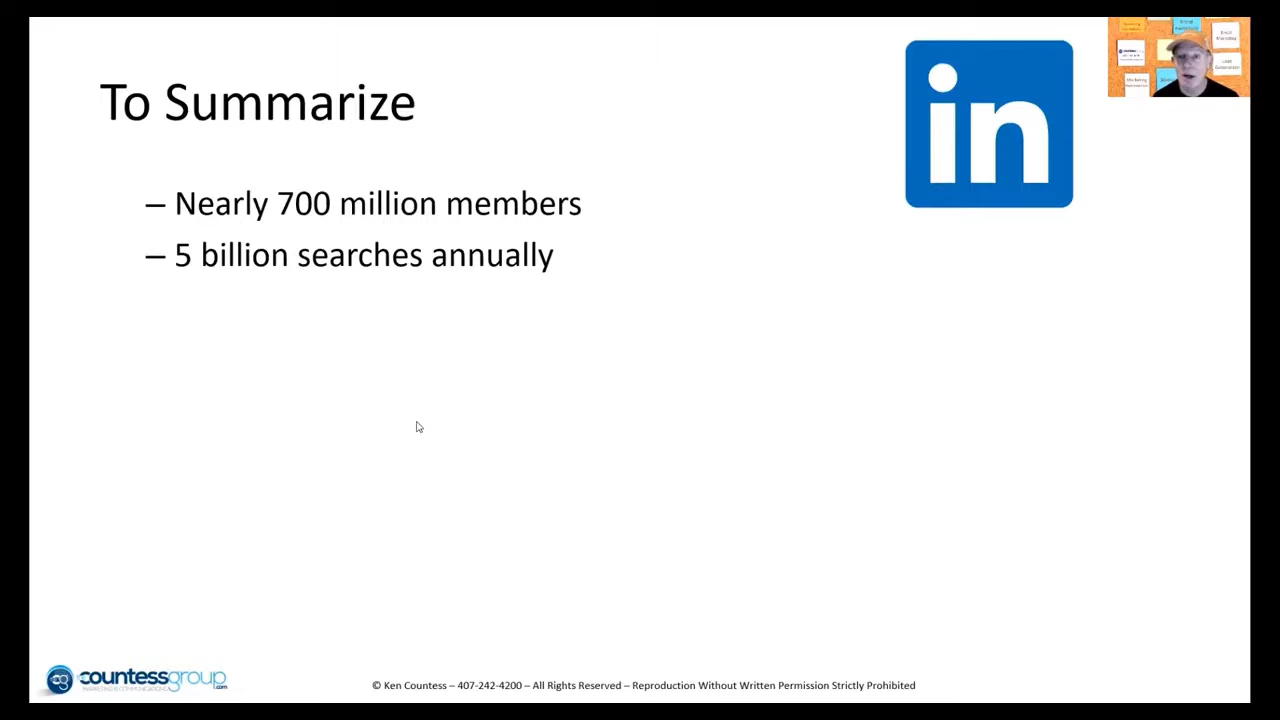 To Summarize
in
– Nearly 700 million members
– 5 billion searches annually
countessgroup
.com
© Ken Countess – 407-242-4200 – All Rights Reserved – Reproduction Without Written Permission Strictly Prohibited